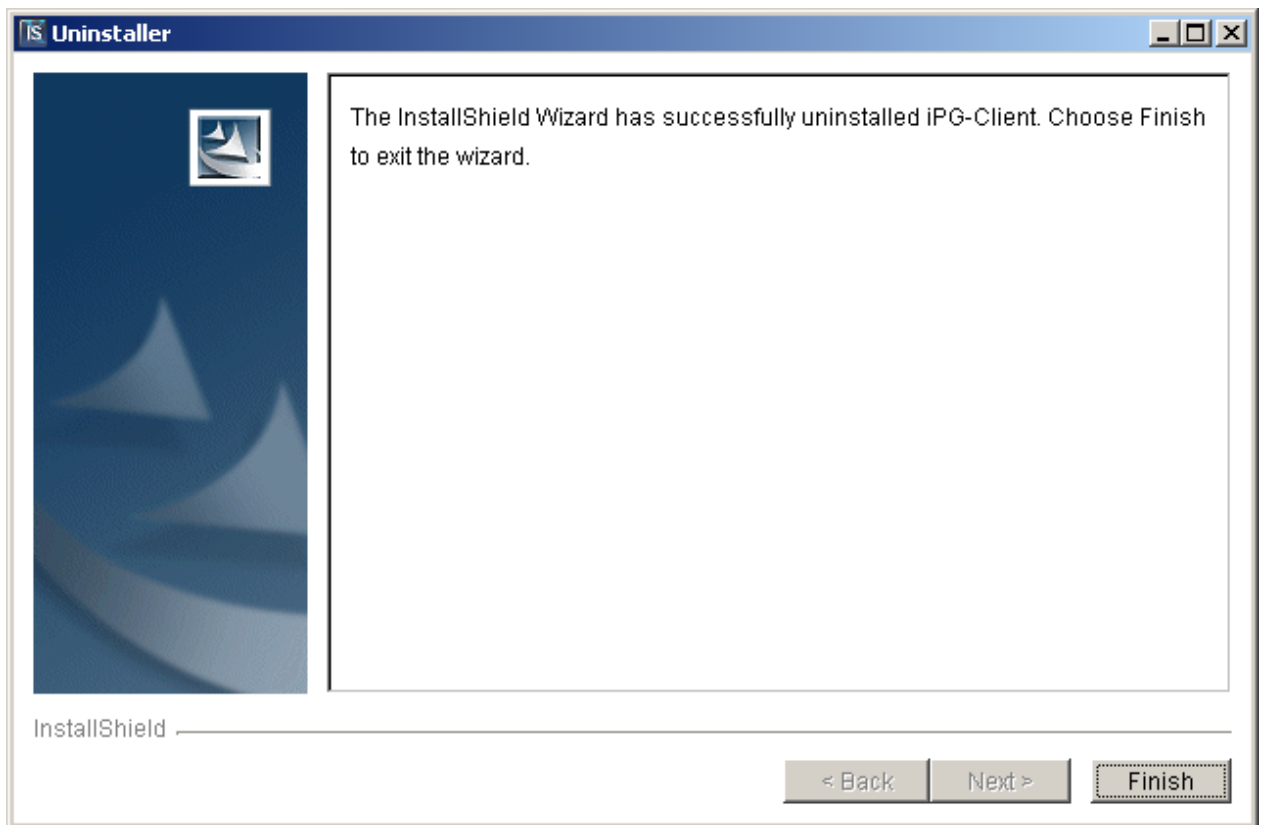 IS Uninstaller
The InstallShield Wizard has successfully uninstalled iPG-Client. Choose Finish
to exit the wizard.
InstallShield
< Back Next > Finish